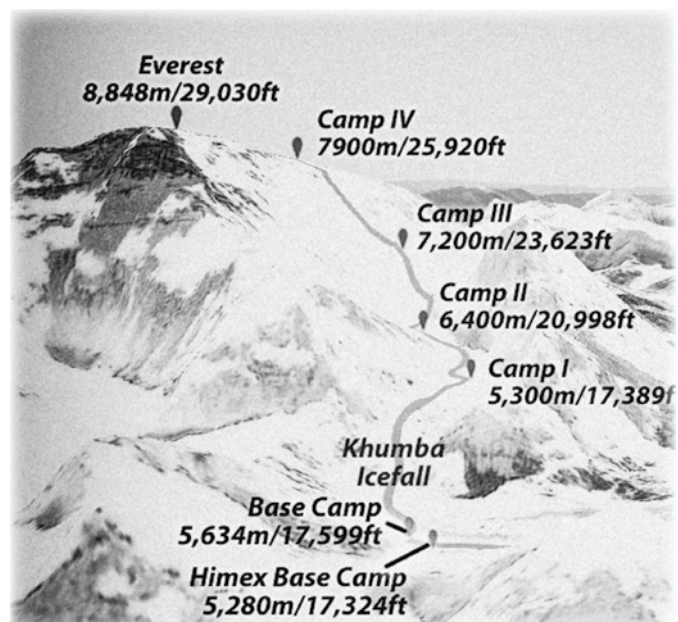 Everest
8,848m/29,030ft
Camp IV
7900m/25,920ft
Camp III
7,200m/23,623ft
Camp II
6,400m/20,998ft
Camp I
5,300m/17,389f
Khumba
Icefall
Base Camp
5,634m/17,599ft
Himex Base Camp
5,280m/17,324ft